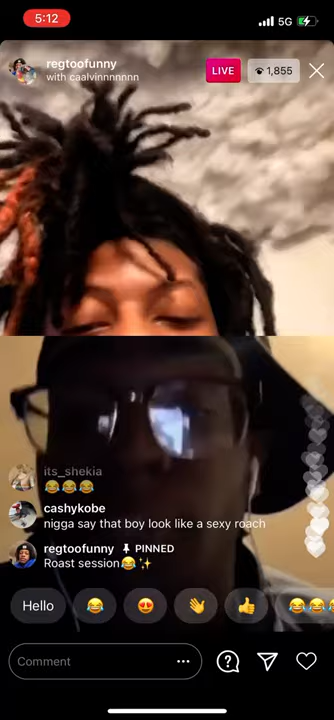 5:12
5G
regtoofunny
with caalvinnnnnnn
LIVE
1,855
its_shekia
😂😂😂
cashykobe
nigga say that boy look like a sexy roach
regtoofunny PINNED
Roast session😂✨
Hello 😂 😍 👋 👍 😂😂😂
Comment